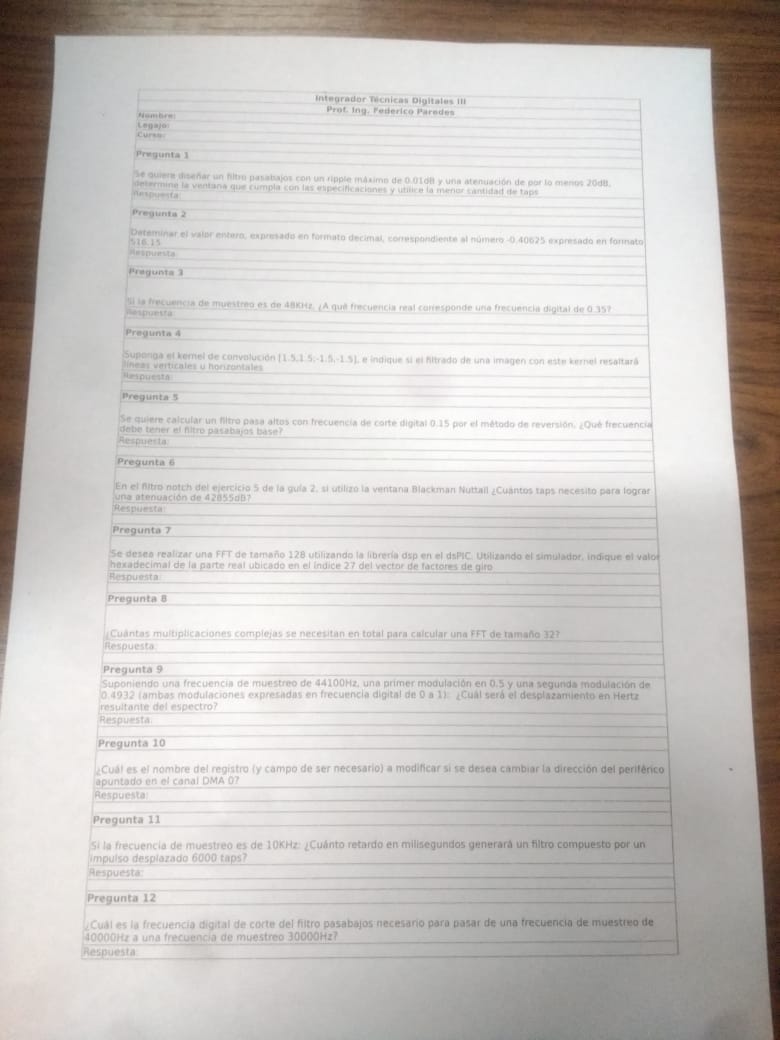 Integrador Técnicas Digitales III
Prof. Ing. Federico Paredes
Nombre:
Legajo:
Curso:
Pregunta 1
Se quiere diseñar un filtro pasabajos con un ripple máximo de 0.01dB y una atenuación de por lo menos 20dB,
determine la ventana que cumpla con las especificaciones y utilice la menor cantidad de taps
Respuesta:
Pregunta 2
Deteminar el valor entero, expresado en formato decimal, correspondiente al número -0.40625 expresado en formato
S16.15
Respuesta:
Pregunta 3
Si la frecuencia de muestreo es de 48KHz, ¿A qué frecuencia real corresponde una frecuencia digital de 0.35?
Respuesta:
Pregunta 4
Suponga el kernel de convolución [1.5,1.5;-1.5,-1.5], e indique si el filtrado de una imagen con este kernel resaltará
líneas verticales u horizontales
Respuesta:
Pregunta 5
Se quiere calcular un filtro pasa altos con frecuencia de corte digital 0.15 por el método de reversión, ¿Qué frecuencia
debe tener el filtro pasabajos base?
Respuesta:
Pregunta 6
En el filtro notch del ejercicio 5 de la guía 2, si utilizo la ventana Blackman Nuttall ¿Cuántos taps necesito para lograr
una atenuación de 42855dB?
Respuesta:
Pregunta 7
Se desea realizar una FFT de tamaño 128 utilizando la librería dsp en el dsPIC. Utilizando el simulador, indique el valor
hexadecimal de la parte real ubicado en el índice 27 del vector de factores de giro
Respuesta:
Pregunta 8
¿Cuántas multiplicaciones complejas se necesitan en total para calcular una FFT de tamaño 32?
Respuesta:
Pregunta 9
Suponiendo una frecuencia de muestreo de 44100Hz, una primer modulación en 0.5 y una segunda modulación de
0.4932 (ambas modulaciones expresadas en frecuencia digital de 0 a 1): ¿Cuál será el desplazamiento en Hertz
resultante del espectro?
Respuesta:
Pregunta 10
¿Cuál es el nombre del registro (y campo de ser necesario) a modificar si se desea cambiar la dirección del periférico
apuntado en el canal DMA 0?
Respuesta:
Pregunta 11
Si la frecuencia de muestreo es de 10KHz: ¿Cuánto retardo en milisegundos generará un filtro compuesto por un
impulso desplazado 6000 taps?
Respuesta:
Pregunta 12
¿Cuál es la frecuencia digital de corte del filtro pasabajos necesario para pasar de una frecuencia de muestreo de
40000Hz a una frecuencia de muestreo 30000Hz?
Respuesta: